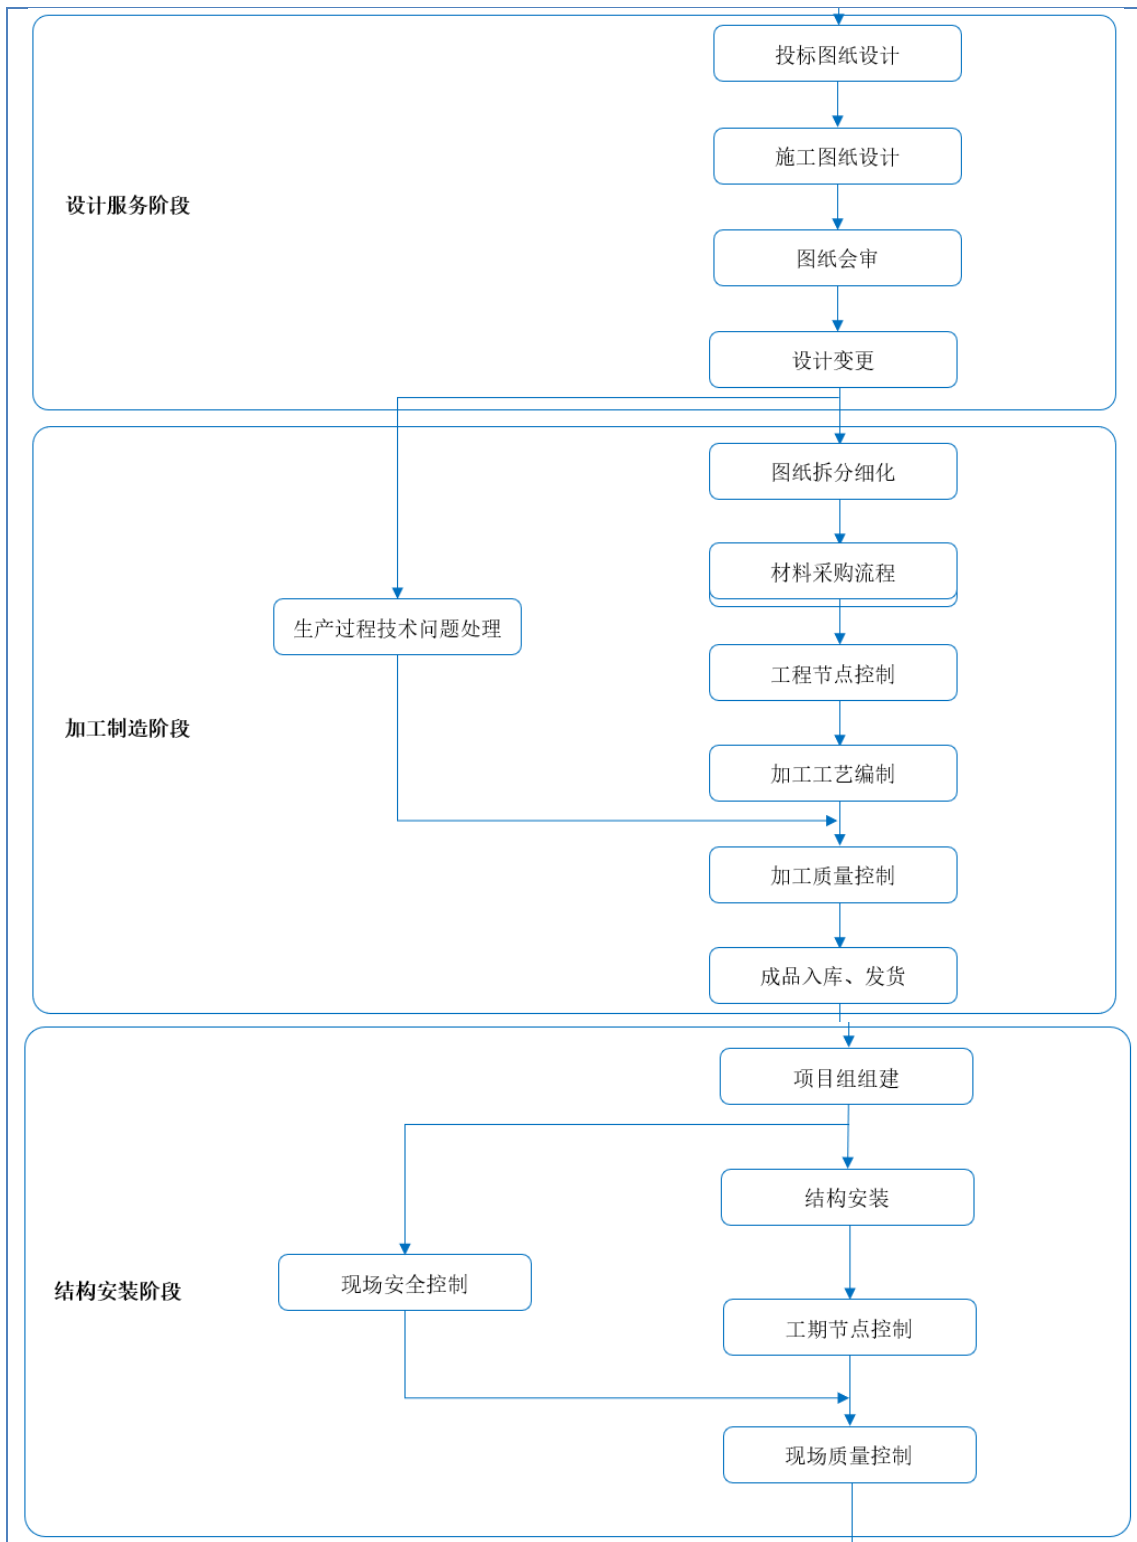 投标图纸设计
施工图纸设计
设计服务阶段
图纸会审
设计变更
图纸拆分细化
材料采购流程
生产过程技术问题处理
工程节点控制
加工制造阶段
加工工艺编制
加工质量控制
成品入库、发货
项目组组建
结构安装
现场安全控制
结构安装阶段
工期节点控制
现场质量控制